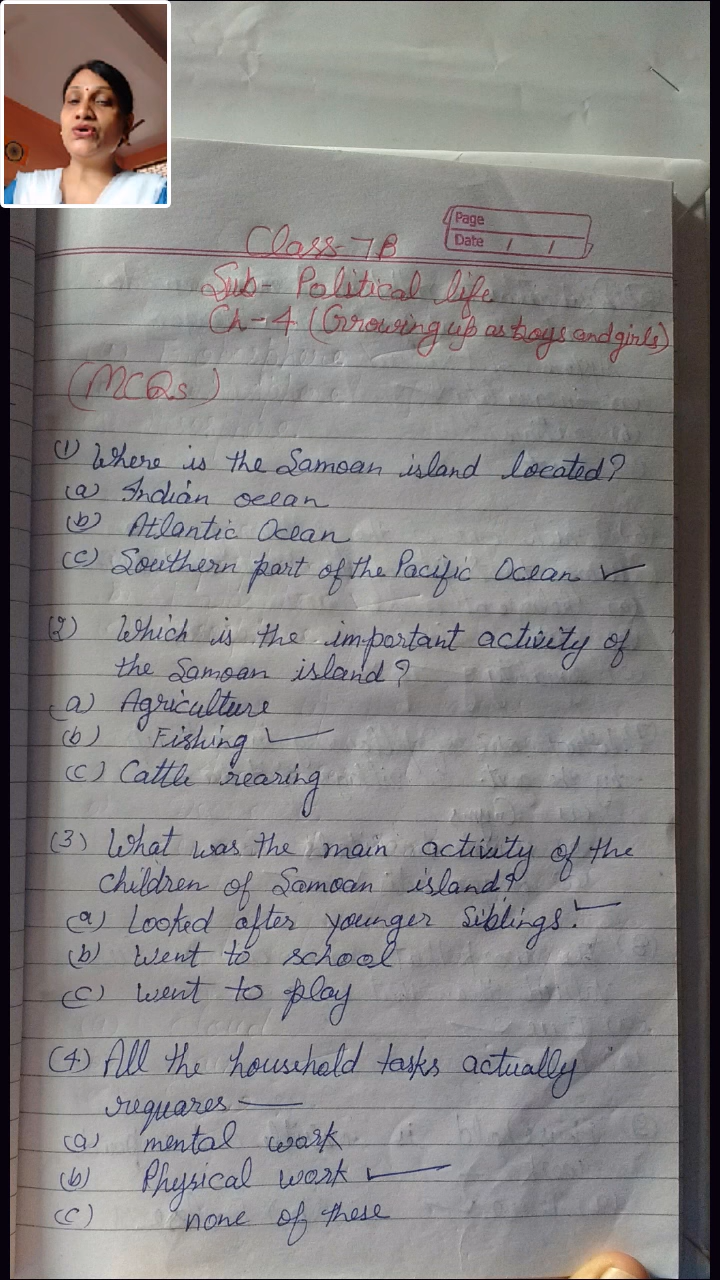 Page
Date / /
Class-7B
Sub- Political life
Ch-4 (Growing up as boys and girls)
(MCQs)
(1) Where is the Samoan island located?
(a) Indian ocean
(b) Atlantic Ocean
(c) Southern part of the Pacific Ocean ✓
(2) Which is the important activity of
the Samoan island?
(a) Agriculture
(b) Fishing ✓
(c) Cattle rearing
(3) What was the main activity of the
children of Samoan island?
(a) Looked after younger siblings. ✓
(b) went to school
(c) went to play
(4) All the household tasks actually
requares —
(a) mental work
(b) Physical work ✓
(c) none of these